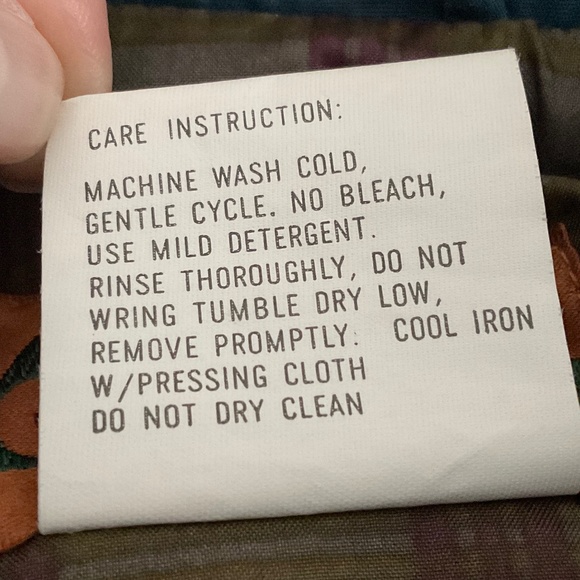 CARE INSTRUCTION:
MACHINE WASH COLD,
GENTLE CYCLE. NO BLEACH,
USE MILD DETERGENT.
RINSE THOROUGHLY, DO NOT
WRING TUMBLE DRY LOW,
REMOVE PROMPTLY. COOL IRON
W/PRESSING CLOTH
DO NOT DRY CLEAN